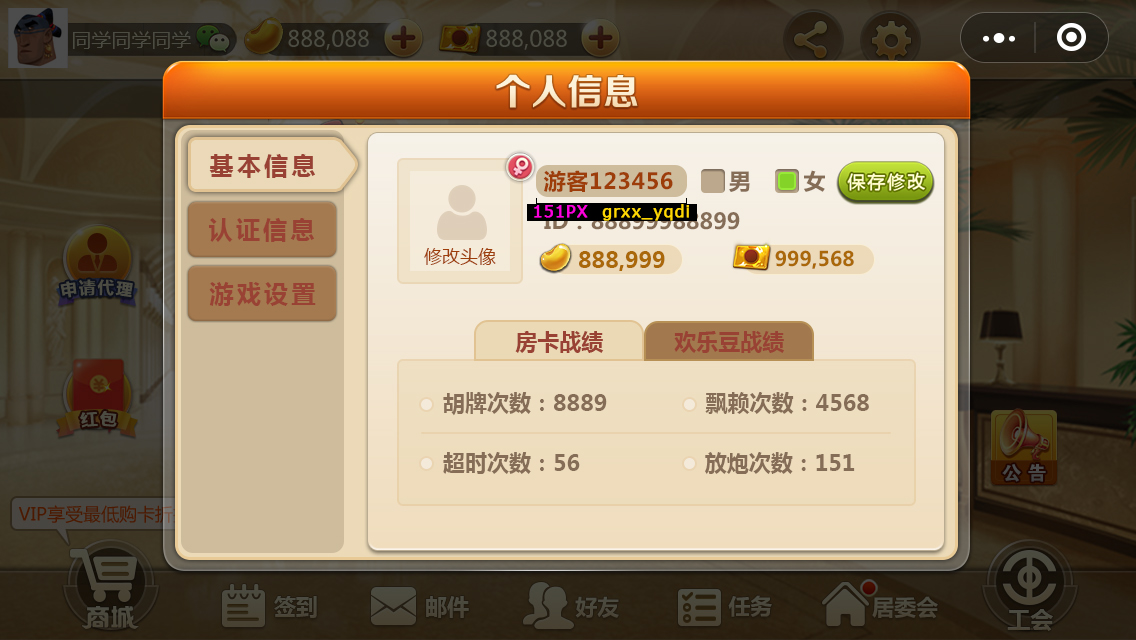 同学同学同学
888,088
888,088
个人信息
基本信息
认证信息
游戏设置
修改头像
游客123456
男
女
保存修改
151PX grxx_yqdi
ID：88899988899
888,999
999,568
房卡战绩
欢乐豆战绩
胡牌次数：8889
飘赖次数：4568
超时次数：56
放炮次数：151
申请代理
红包
公告
VIP享受最低购卡折
商城
签到
邮件
好友
任务
居委会
工会